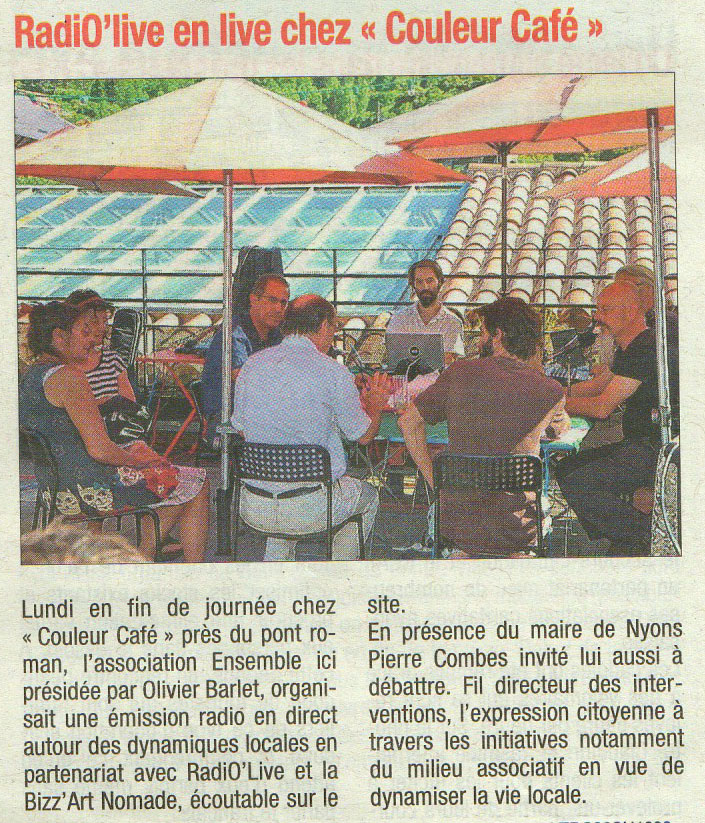 RadiO'live en live chez « Couleur Café »
Lundi en fin de journée chez
« Couleur Café » près du pont ro-
man, l'association Ensemble ici
présidée par Olivier Barlet, organi-
sait une émission radio en direct
autour des dynamiques locales en
partenariat avec RadiO'Live et la
Bizz'Art Nomade, écoutable sur le
site.
En présence du maire de Nyons
Pierre Combes invité lui aussi à
débattre. Fil directeur des inter-
ventions, l'expression citoyenne à
travers les initiatives notamment
du milieu associatif en vue de
dynamiser la vie locale.